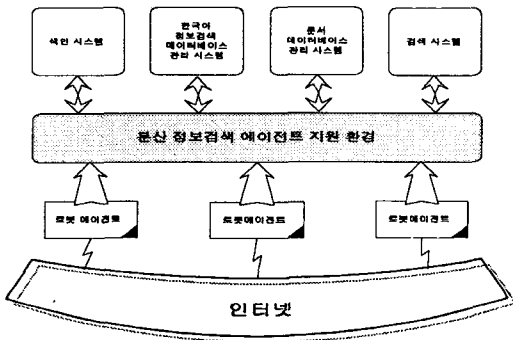 색인 시스템
한국어
정보검색
데이터베이스
관리 시스템
문서
데이터베이스
관리 시스템
검색 시스템
분산 정보검색 에이전트 지원 환경
로봇 에이전트
로봇에이전트
로봇에이전트
인터넷